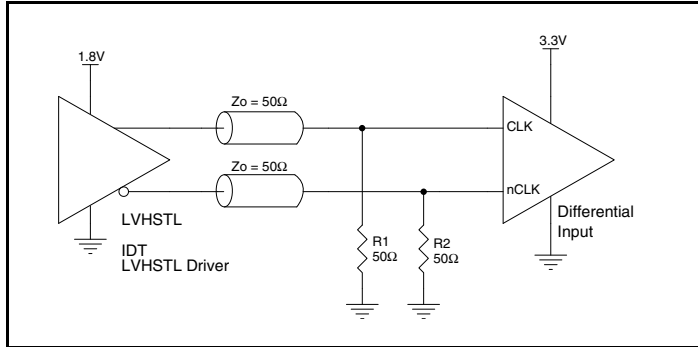 1.8V
3.3V
Zo = 50Ω
CLK
Zo = 50Ω
nCLK
LVHSTL
IDT
LVHSTL Driver
R1
50Ω
R2
50Ω
Differential
Input